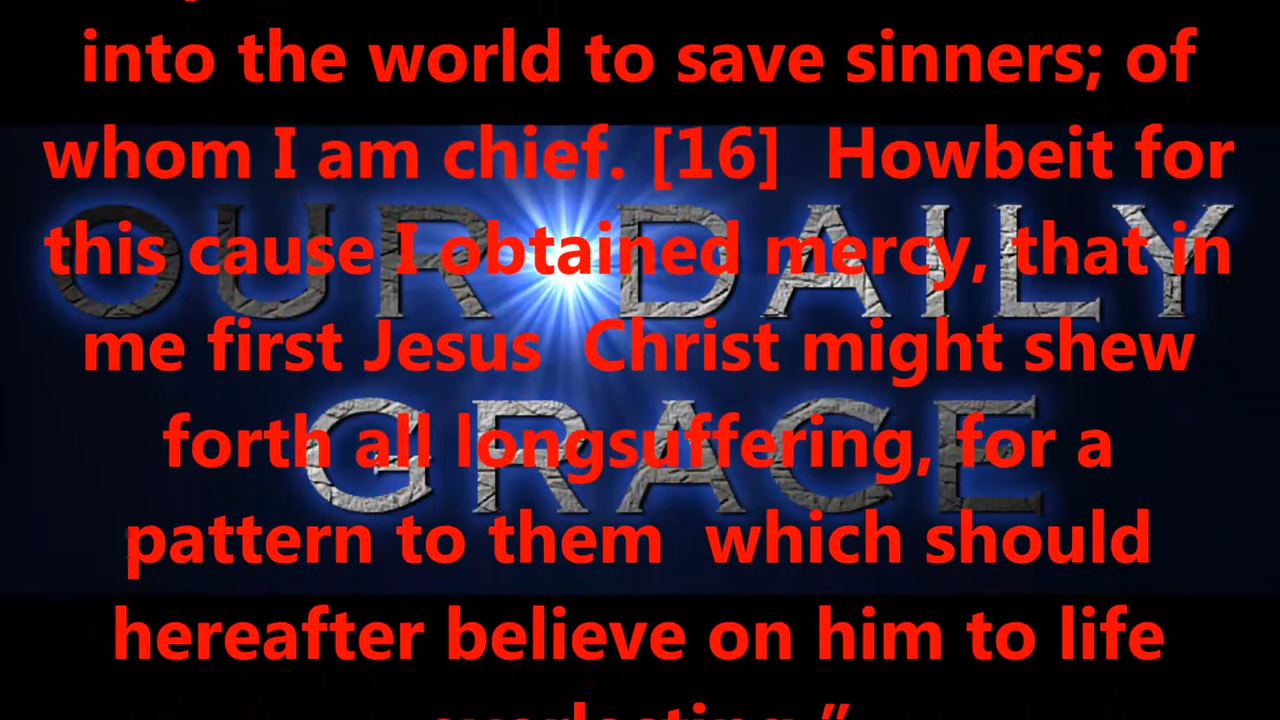 into the world to save sinners; of
whom I am chief. [16]  Howbeit for
this cause I obtained mercy, that in
me first Jesus  Christ might shew
forth all longsuffering, for a
pattern to them  which should
hereafter believe on him to life
everlasting.”
OUR DAILY
GRACE